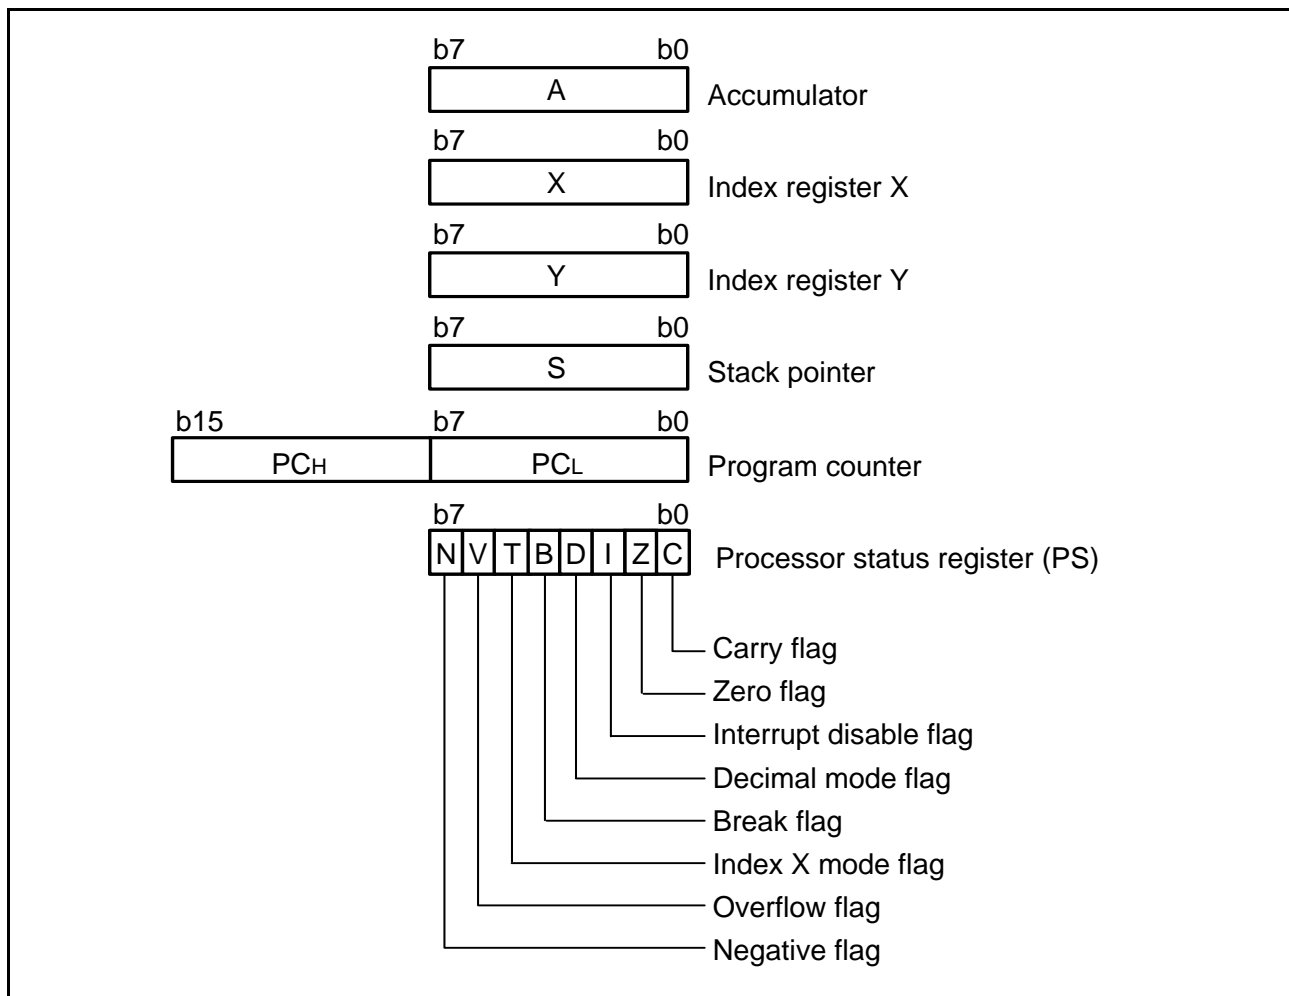 b7 b0
A Accumulator
b7 b0
X Index register X
b7 b0
Y Index register Y
b7 b0
S Stack pointer
b15 b7 b0
PCH PCL Program counter
b7 b0
N V T B D I Z C Processor status register (PS)
Carry flag
Zero flag
Interrupt disable flag
Decimal mode flag
Break flag
Index X mode flag
Overflow flag
Negative flag